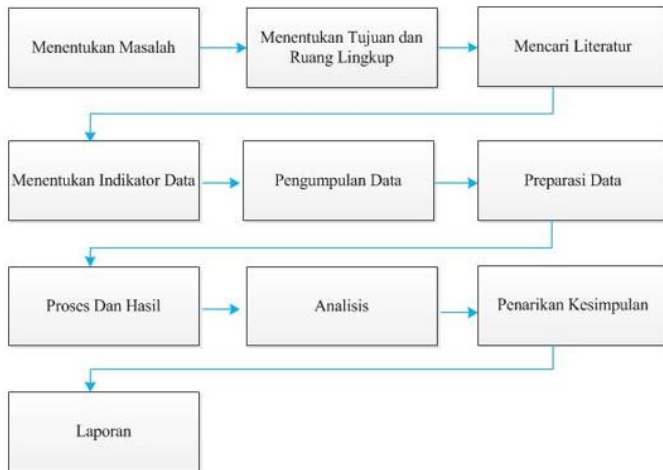 Menentukan Masalah
Menentukan Tujuan dan
Ruang Lingkup
Mencari Literatur
Menentukan Indikator Data
Pengumpulan Data
Preparasi Data
Proses Dan Hasil
Analisis
Penarikan Kesimpulan
Laporan